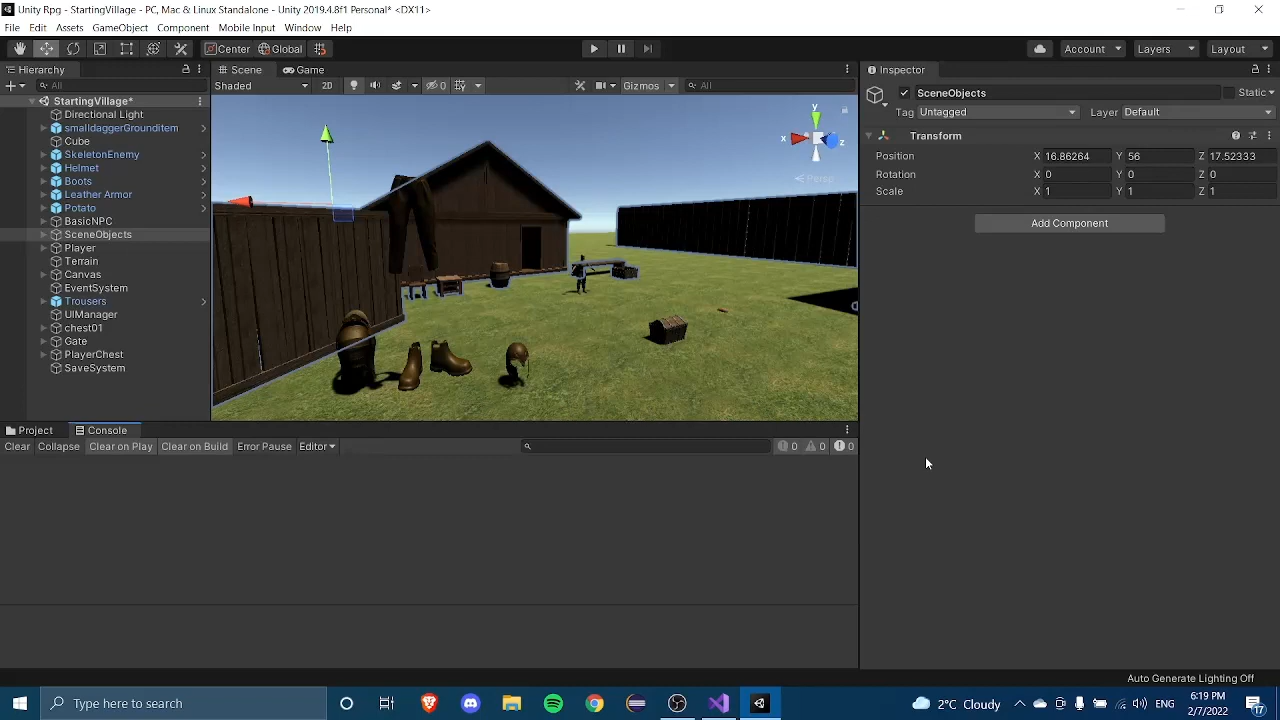 Unity Rpg - StartingVillage - PC, Mac & Linux Standalone - Unity 2019.4.8f1 Personal* <DX11>
File Edit Assets GameObject Component Mobile Input Window Help
Center Global Account Layers Layout
Hierarchy Scene Game Inspector
All Shaded 2D 0 Gizmos All SceneObjects Static
StartingVillage*
Tag Untagged Layer Default
Directional Light
smalldaggerGrounditem
Cube
SkeletonEnemy
Helmet
Boots
Leather Armor
Potato
BasicNPC
SceneObjects
Player
Terrain
Canvas
EventSystem
Trousers
UIManager
chest01
Gate
PlayerChest
SaveSystem
y
x
z
Persp
Transform
Position X 16.86264 Y 56 Z 17.52333
Rotation X 0 Y 0 Z 0
Scale X 1 Y 1 Z 1
Add Component
Project Console
Clear Collapse Clear on Play Clear on Build Error Pause Editor 0 0 0
Auto Generate Lighting Off
Type here to search
2°C Cloudy
ENG
6:19 PM
2/7/2022